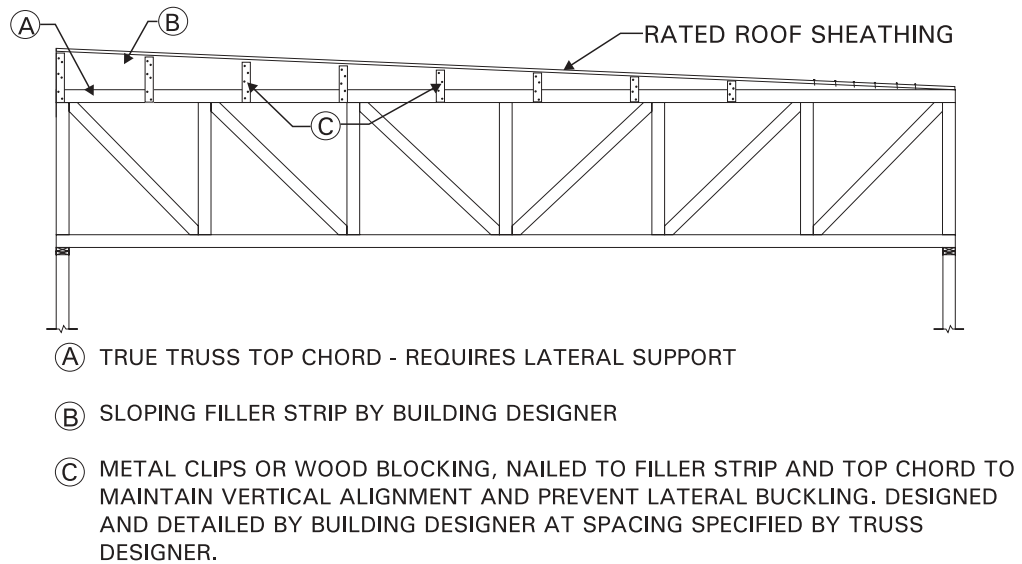 A
B
RATED ROOF SHEATHING
C
A TRUE TRUSS TOP CHORD - REQUIRES LATERAL SUPPORT
B SLOPING FILLER STRIP BY BUILDING DESIGNER
C METAL CLIPS OR WOOD BLOCKING, NAILED TO FILLER STRIP AND TOP CHORD TO
MAINTAIN VERTICAL ALIGNMENT AND PREVENT LATERAL BUCKLING. DESIGNED
AND DETAILED BY BUILDING DESIGNER AT SPACING SPECIFIED BY TRUSS
DESIGNER.